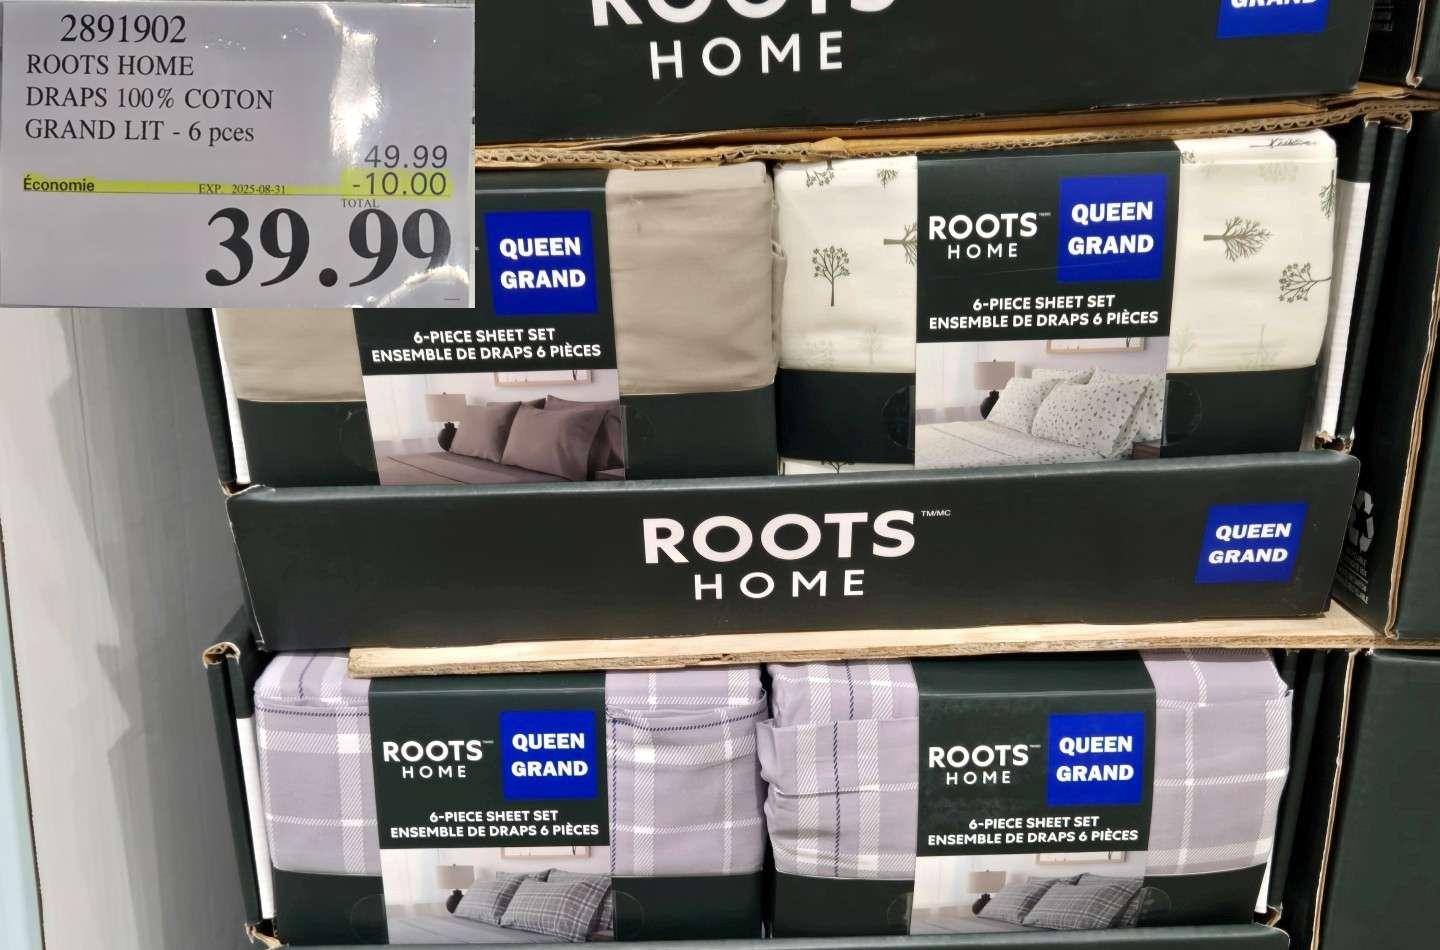 2891902
ROOTS HOME
DRAPS 100% COTON
GRAND LIT - 6 pces
49.99
Économie EXP. 2025-08-31 -10.00
TOTAL
39.99
ROOTS
HOME
QUEEN
GRAND
6-PIECE SHEET SET
ENSEMBLE DE DRAPS 6 PIÈCES
ROOTS
HOME
QUEEN
GRAND
6-PIECE SHEET SET
ENSEMBLE DE DRAPS 6 PIÈCES
ROOTS TM/MC
HOME
QUEEN
GRAND
ROOTS
HOME
QUEEN
GRAND
6-PIECE SHEET SET
ENSEMBLE DE DRAPS 6 PIÈCES
ROOTS
HOME
QUEEN
GRAND
6-PIECE SHEET SET
ENSEMBLE DE DRAPS 6 PIÈCES